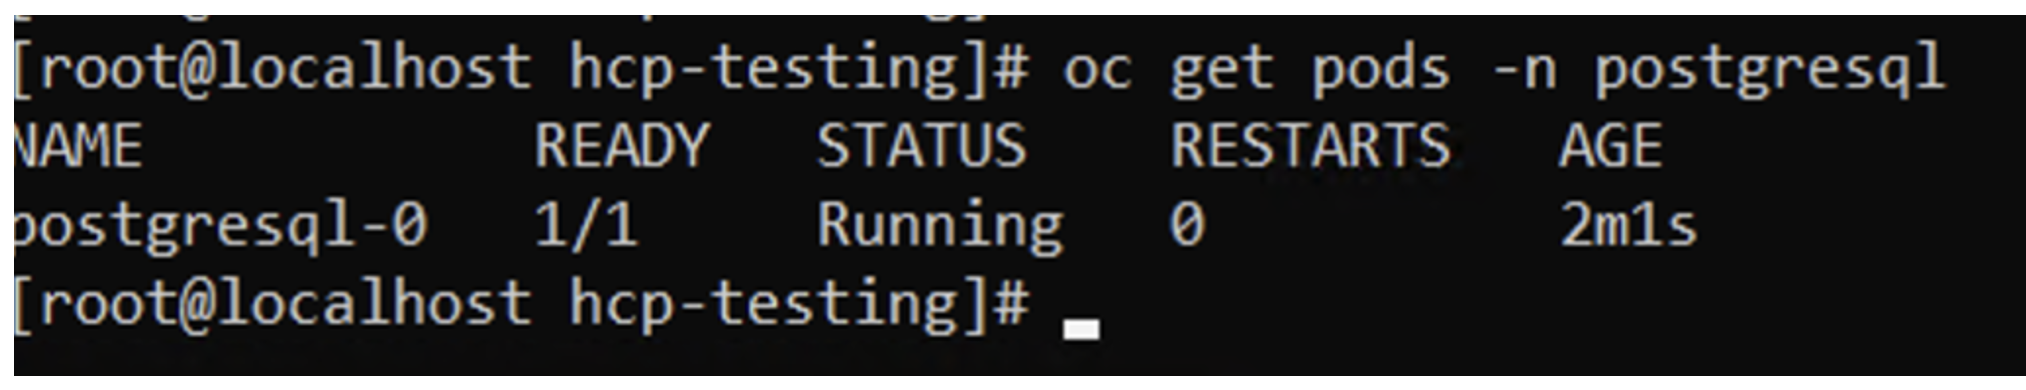 [root@localhost hcp-testing]# oc get pods -n postgresql
NAME READY STATUS RESTARTS AGE
postgresql-0 1/1 Running 0 2m1s
[root@localhost hcp-testing]#